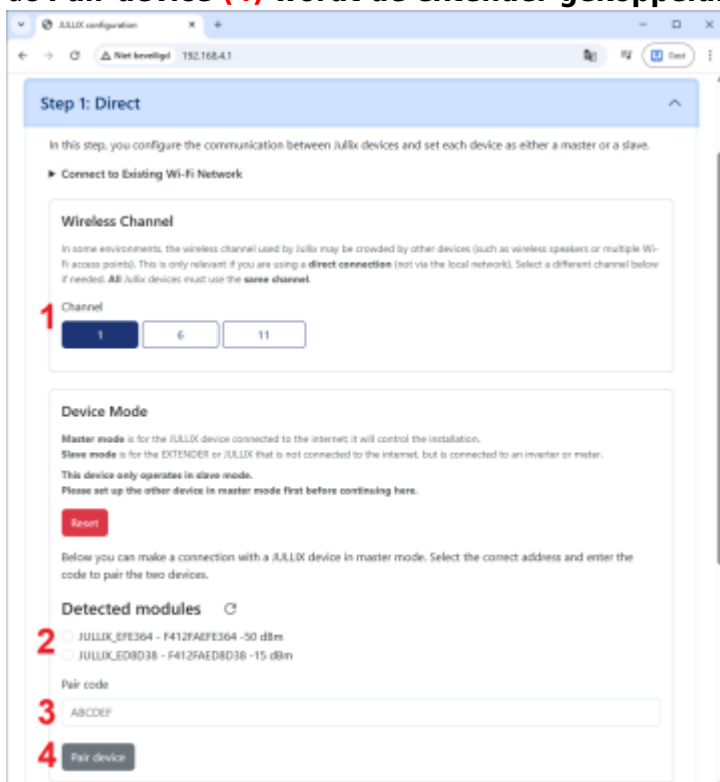 de Pair device (4) wordt de extender gekoppeld.
JULLIX configuration
Niet beveiligd 192.168.4.1
Step 1: Direct
In this step, you configure the communication between Jullix devices and set each device as either a master or a slave.
Connect to Existing Wi-Fi Network
Wireless Channel
In some environments, the wireless channel used by Jullix may be crowded by other devices (such as wireless speakers or multiple Wi-
Fi access points). This is only relevant if you are using a direct connection (not via the local network). Select a different channel below
if needed. All Jullix devices must use the same channel.
Channel
1
1 6 11
Device Mode
Master mode is for the JULLIX device connected to the internet; it will control the installation.
Slave mode is for the EXTENDER or JULLIX that is not connected to the internet, but is connected to an inverter or meter.
This device only operates in slave mode.
Please set up the other device in master mode first before continuing here.
Reset
Below you can make a connection with a JULLIX device in master mode. Select the correct address and enter the
code to pair the two devices.
Detected modules
2 JULLIX_EFE364 - F412FAEFE364 -50 dBm
JULLIX_ED8D38 - F412FAED8D38 -15 dBm
Pair code
3 ABCDEF
4 Pair device